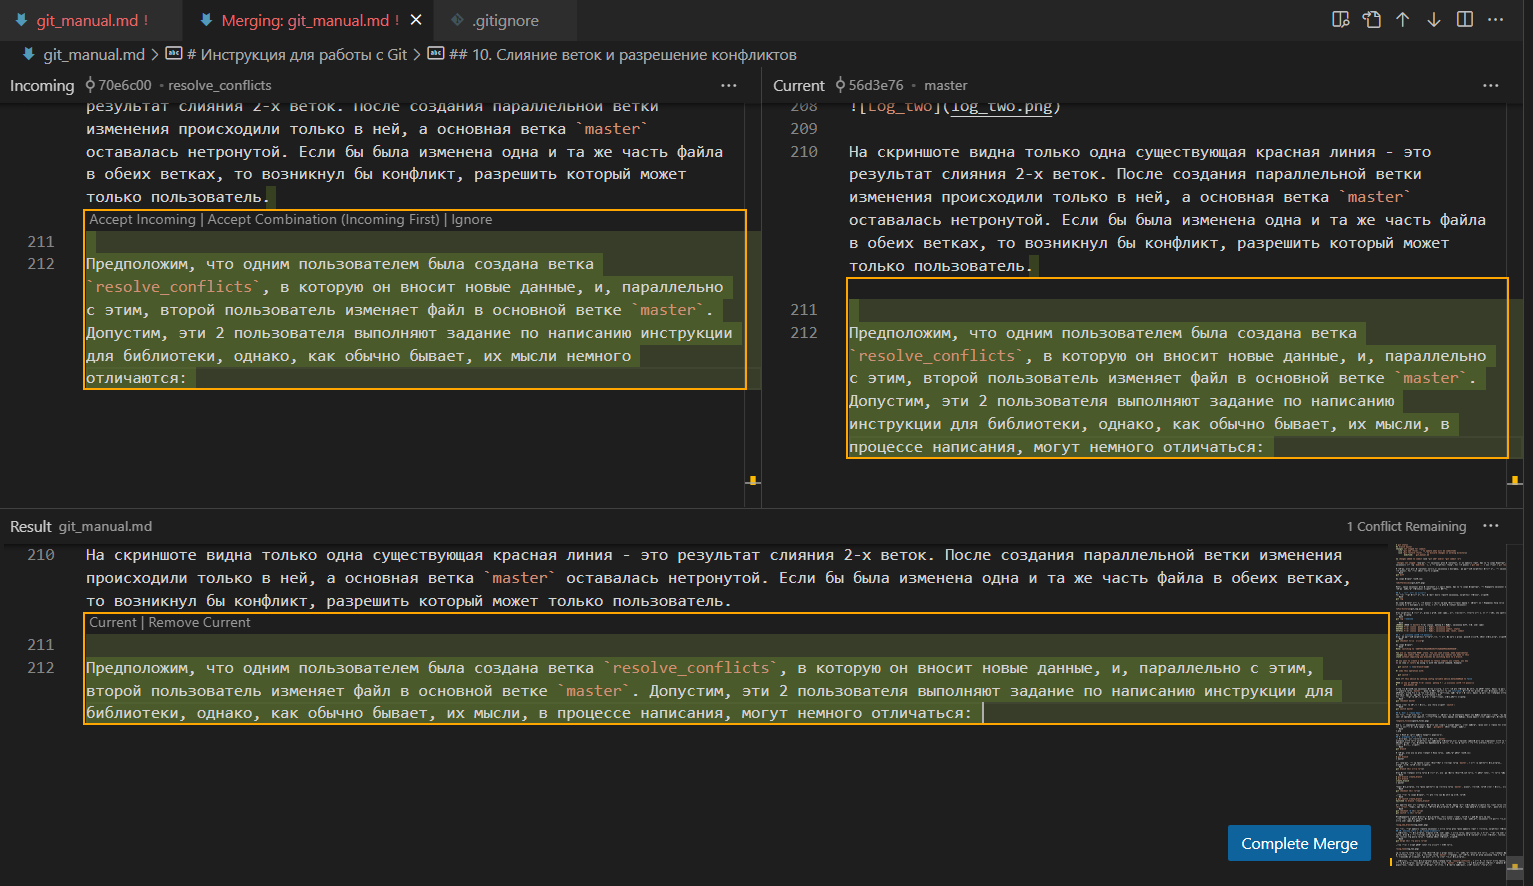 git_manual.md !
Merging: git_manual.md !
.gitignore
git_manual.md > # Инструкция для работы с Git > ## 10. Слияние веток и разрешение конфликтов
Incoming 70e6c00 • resolve_conflicts
результат слияния 2-х веток. После создания параллельной ветки
изменения происходили только в ней, а основная ветка `master`
оставалась нетронутой. Если бы была изменена одна и та же часть файла
в обеих ветках, то возникнул бы конфликт, разрешить который может
только пользователь.
Accept Incoming | Accept Combination (Incoming First) | Ignore
211
212 Предположим, что одним пользователем была создана ветка
`resolve_conflicts`, в которую он вносит новые данные, и, параллельно
с этим, второй пользователь изменяет файл в основной ветке `master`.
Допустим, эти 2 пользователя выполняют задание по написанию инструкции
для библиотеки, однако, как обычно бывает, их мысли немного
отличаются:
Current 56d3e76 • master
208 ![Log_two](log_two.png)
209
210 На скриншоте видна только одна существующая красная линия - это
результат слияния 2-х веток. После создания параллельной ветки
изменения происходили только в ней, а основная ветка `master`
оставалась нетронутой. Если бы была изменена одна и та же часть файла
в обеих ветках, то возникнул бы конфликт, разрешить который может
только пользователь.
211
212 Предположим, что одним пользователем была создана ветка
`resolve_conflicts`, в которую он вносит новые данные, и, параллельно
с этим, второй пользователь изменяет файл в основной ветке `master`.
Допустим, эти 2 пользователя выполняют задание по написанию
инструкции для библиотеки, однако, как обычно бывает, их мысли, в
процессе написания, могут немного отличаться:
Result git_manual.md
1 Conflict Remaining
210 На скриншоте видна только одна существующая красная линия - это результат слияния 2-х веток. После создания параллельной ветки изменения
происходили только в ней, а основная ветка `master` оставалась нетронутой. Если бы была изменена одна и та же часть файла в обеих ветках,
то возникнул бы конфликт, разрешить который может только пользователь.
Current | Remove Current
211
212 Предположим, что одним пользователем была создана ветка `resolve_conflicts`, в которую он вносит новые данные, и, параллельно с этим,
второй пользователь изменяет файл в основной ветке `master`. Допустим, эти 2 пользователя выполняют задание по написанию инструкции для
библиотеки, однако, как обычно бывает, их мысли, в процессе написания, могут немного отличаться:
Complete Merge